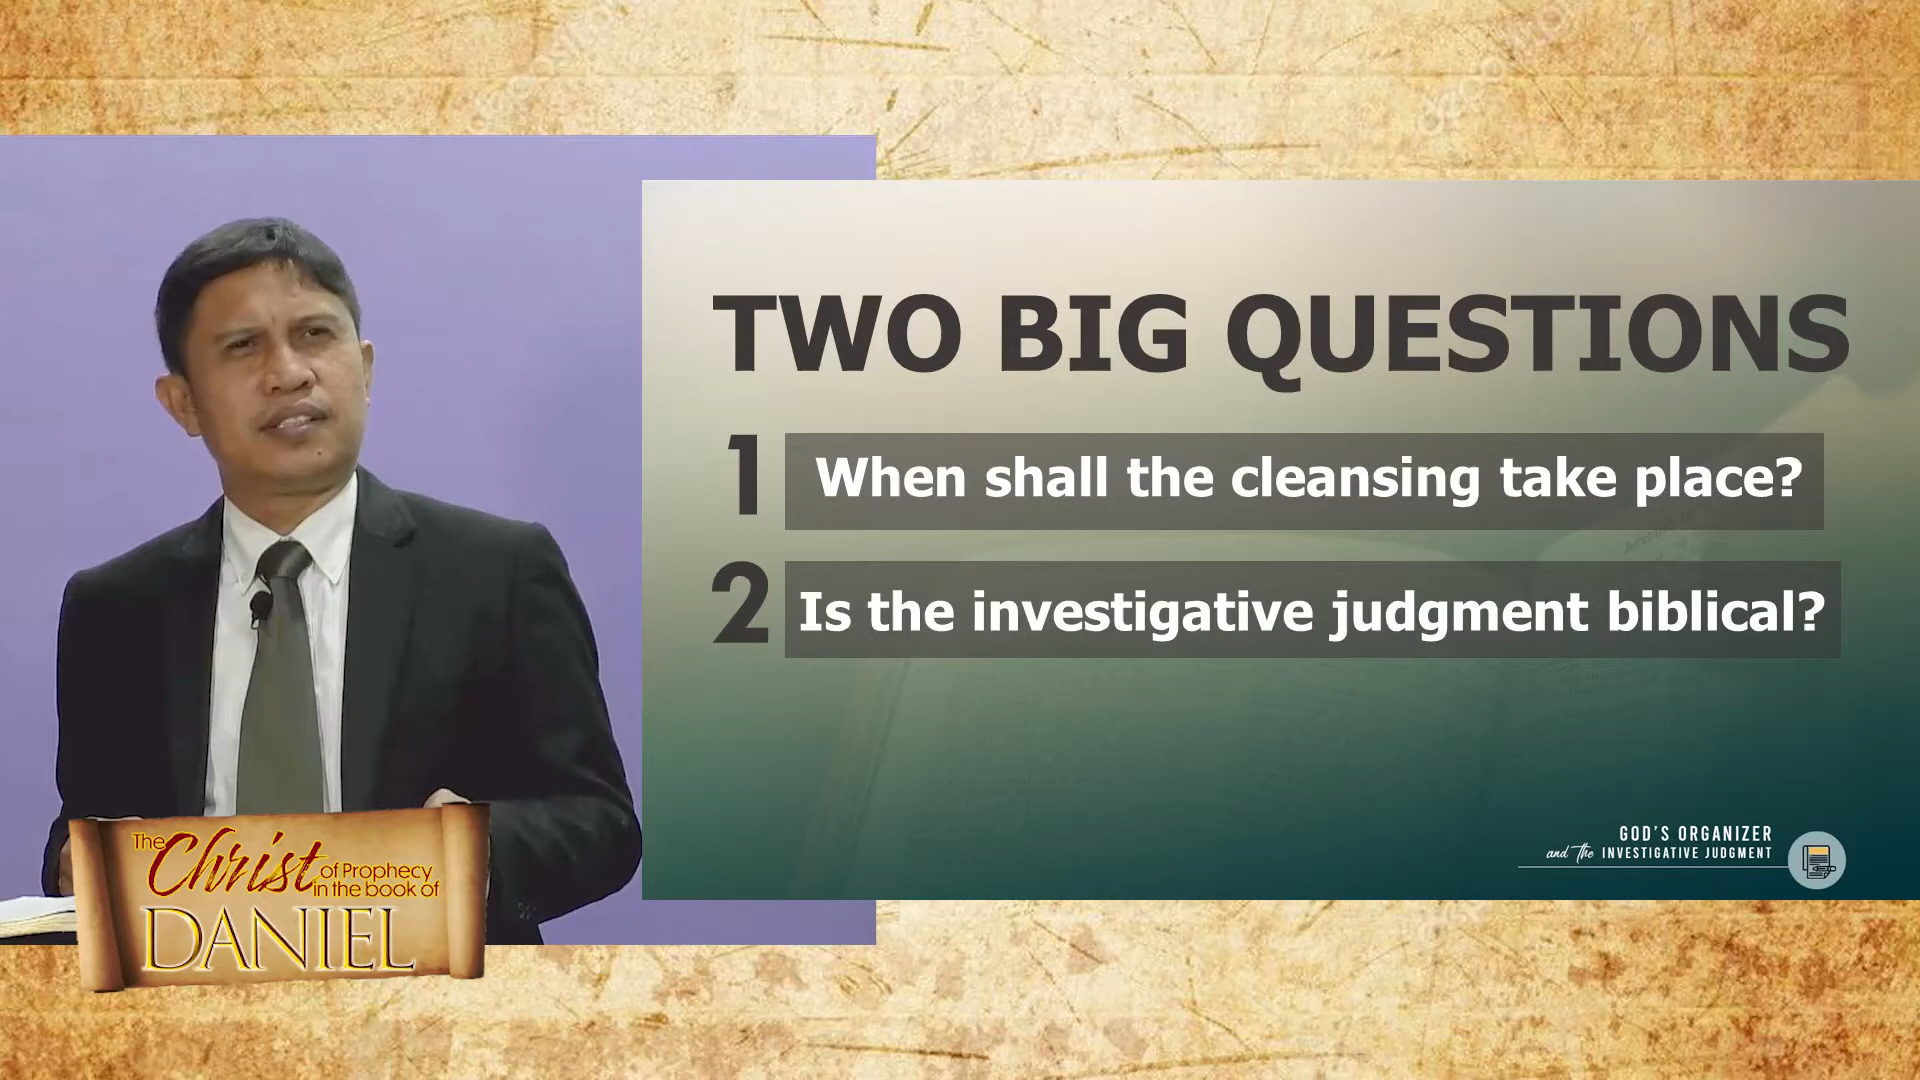 TWO BIG QUESTIONS
1 When shall the cleansing take place?
2 Is the investigative judgment biblical?
GOD'S ORGANIZER
and the INVESTIGATIVE JUDGMENT
The Christ of Prophecy
in the book of
DANIEL